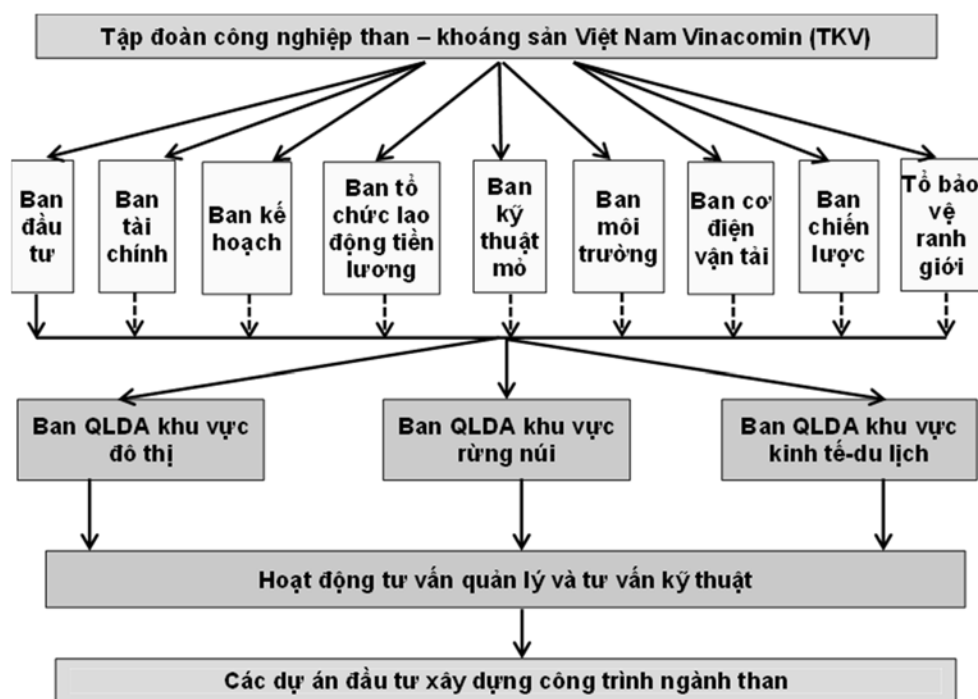 Tập đoàn công nghiệp than – khoáng sản Việt Nam Vinacomin (TKV)
Ban
đầu
tư
Ban
tài
chính
Ban kế
hoạch
Ban tổ
chức lao
động tiền
lương
Ban
kỹ
thuật
mỏ
Ban
môi
trường
Ban cơ
điện
vận tải
Ban
chiến
lược
Tổ bảo
vệ
ranh
giới
Ban QLDA khu vực
đô thị
Ban QLDA khu vực
rừng núi
Ban QLDA khu vực
kinh tế-du lịch
Hoạt động tư vấn quản lý và tư vấn kỹ thuật
Các dự án đầu tư xây dựng công trình ngành than